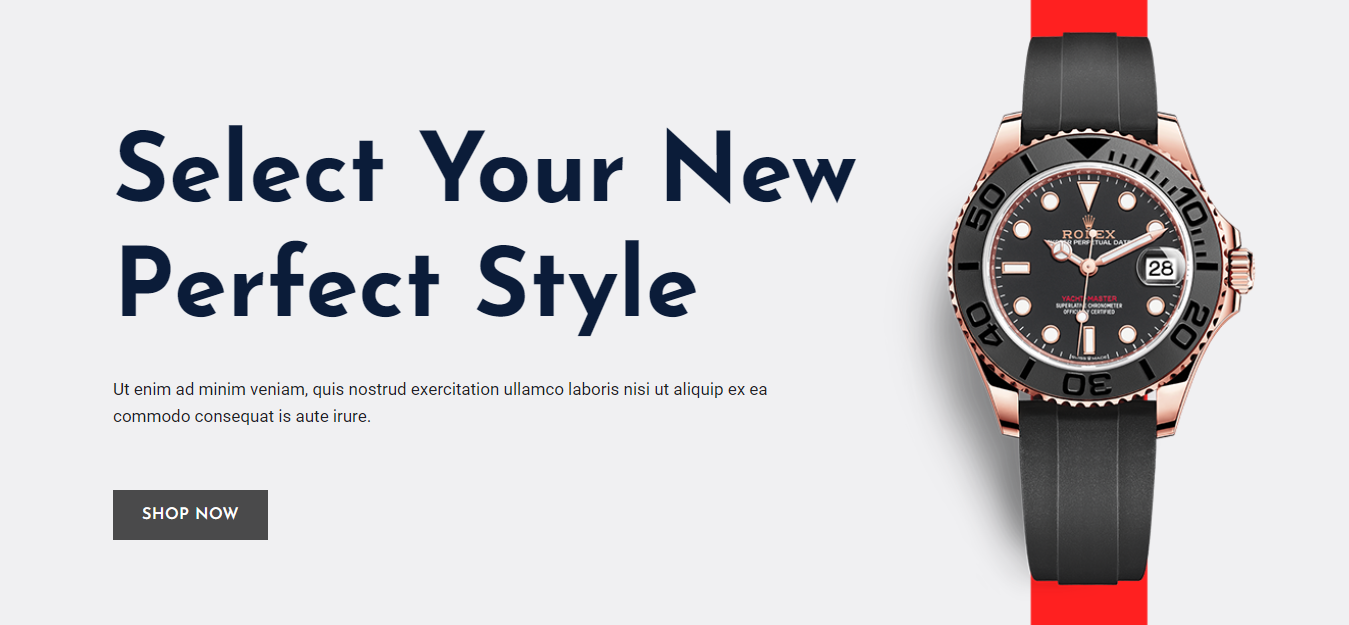 Select Your New
Perfect Style
Ut enim ad minim veniam, quis nostrud exercitation ullamco laboris nisi ut aliquip ex ea
commodo consequat is aute irure.
SHOP NOW
50
10
ROLEX
PERPETUAL DATE
28
YACHT-MASTER
SUPERLATIVE CHRONOMETER
OFFICIALLY CERTIFIED
40
20
30